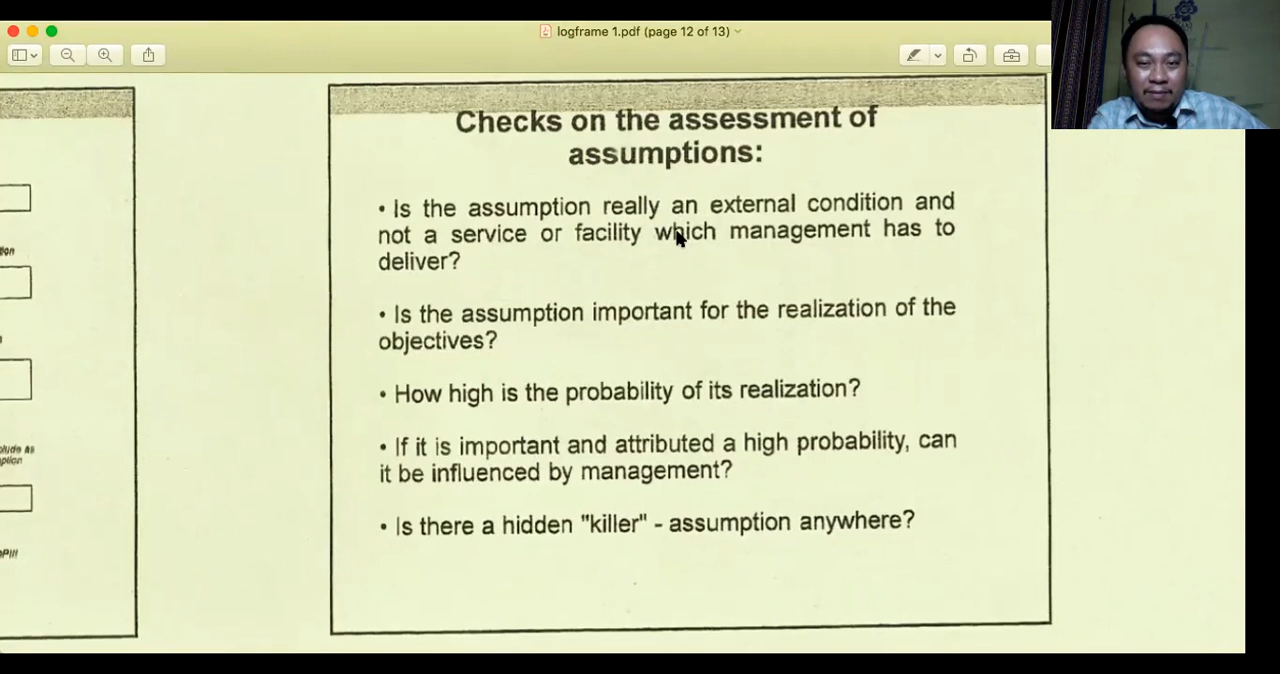 logframe 1.pdf (page 12 of 13)
Checks on the assessment of
assumptions:
• Is the assumption really an external condition and
not a service or facility which management has to
deliver?
• Is the assumption important for the realization of the
objectives?
• How high is the probability of its realization?
• If it is important and attributed a high probability, can
it be influenced by management?
• Is there a hidden "killer" - assumption anywhere?